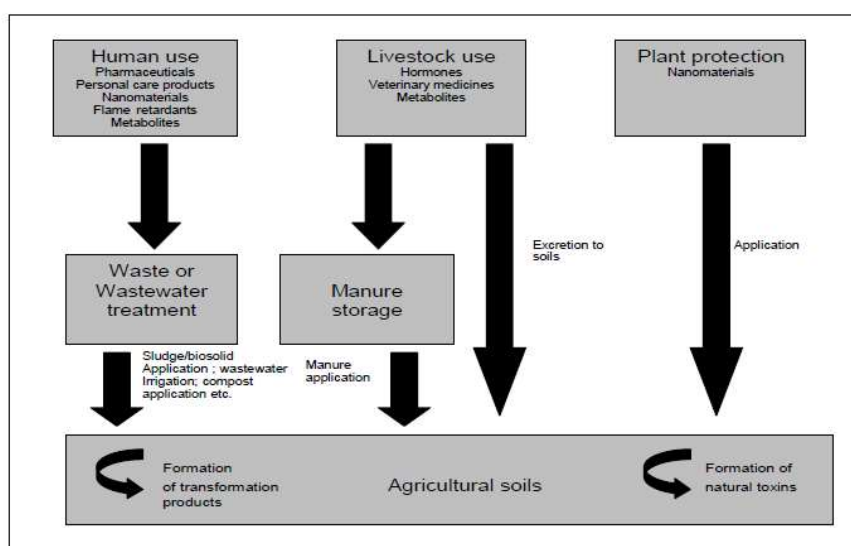 Human use
Pharmaceuticals
Personal care products
Nanomaterials
Flame retardants
Metabolites
Livestock use
Hormones
Veterinary medicines
Metabolites
Plant protection
Nanomaterials
Excretion to
soils
Application
Waste or
Wastewater
treatment
Manure
storage
Sludge/biosolid
Application ; wastewater
Irrigation; compost
application etc.
Manure
application
Formation
of transformation
products
Agricultural soils
Formation of
natural toxins